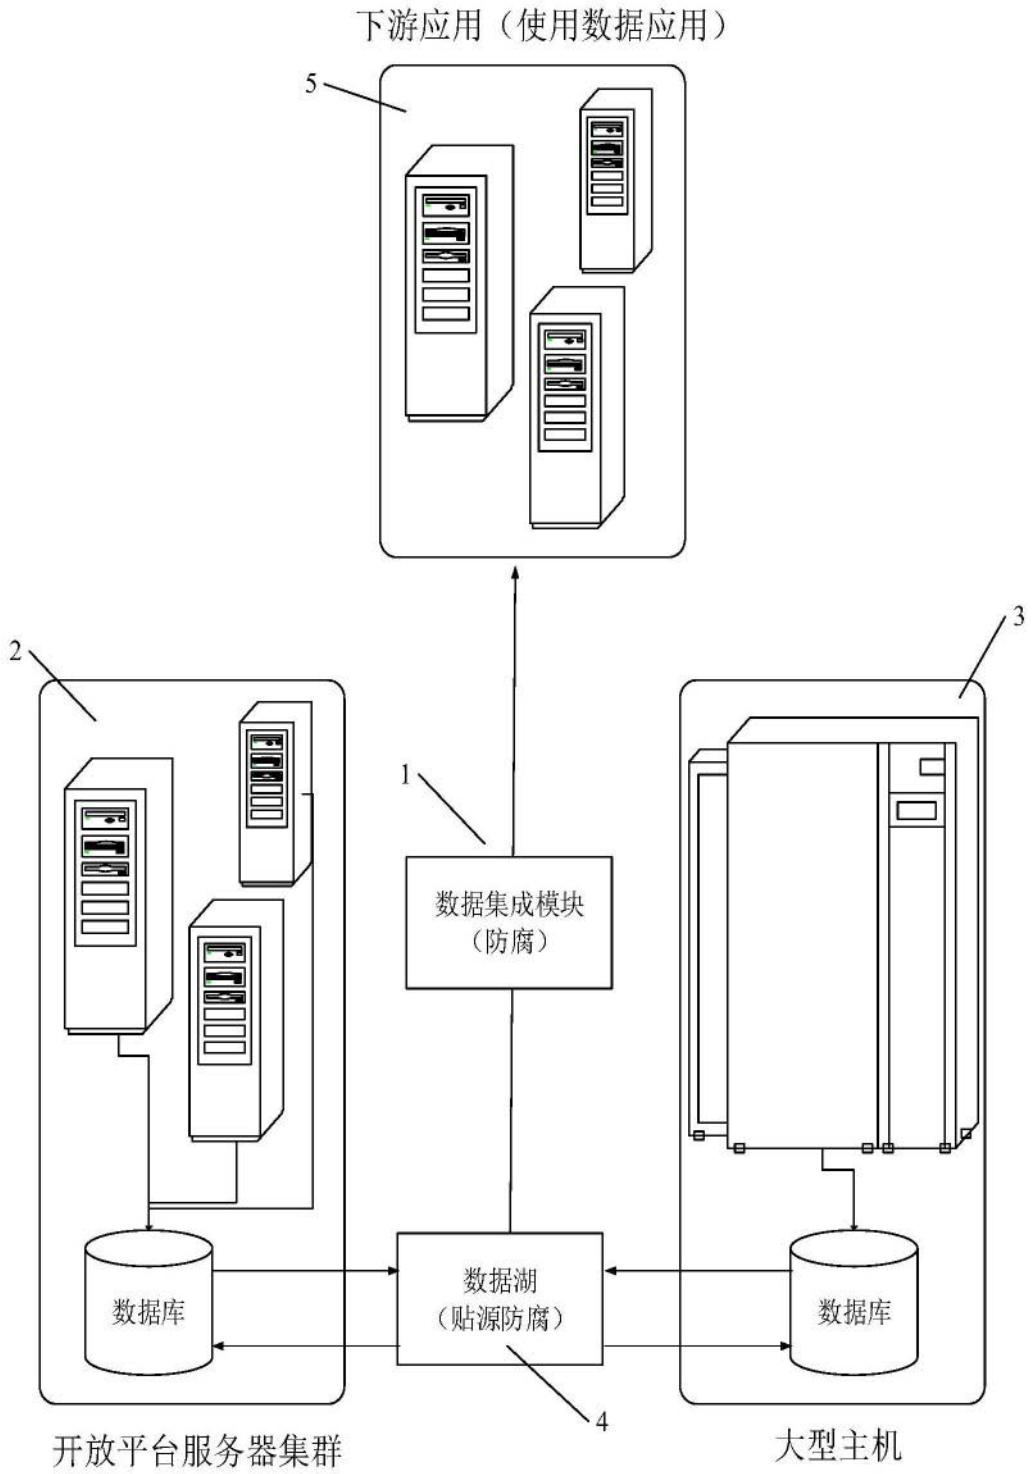 下游应用（使用数据应用）
5
2
3
1
数据集成模块
（防腐）
数据库
数据湖
（贴源防腐）
数据库
4
开放平台服务器集群
大型主机